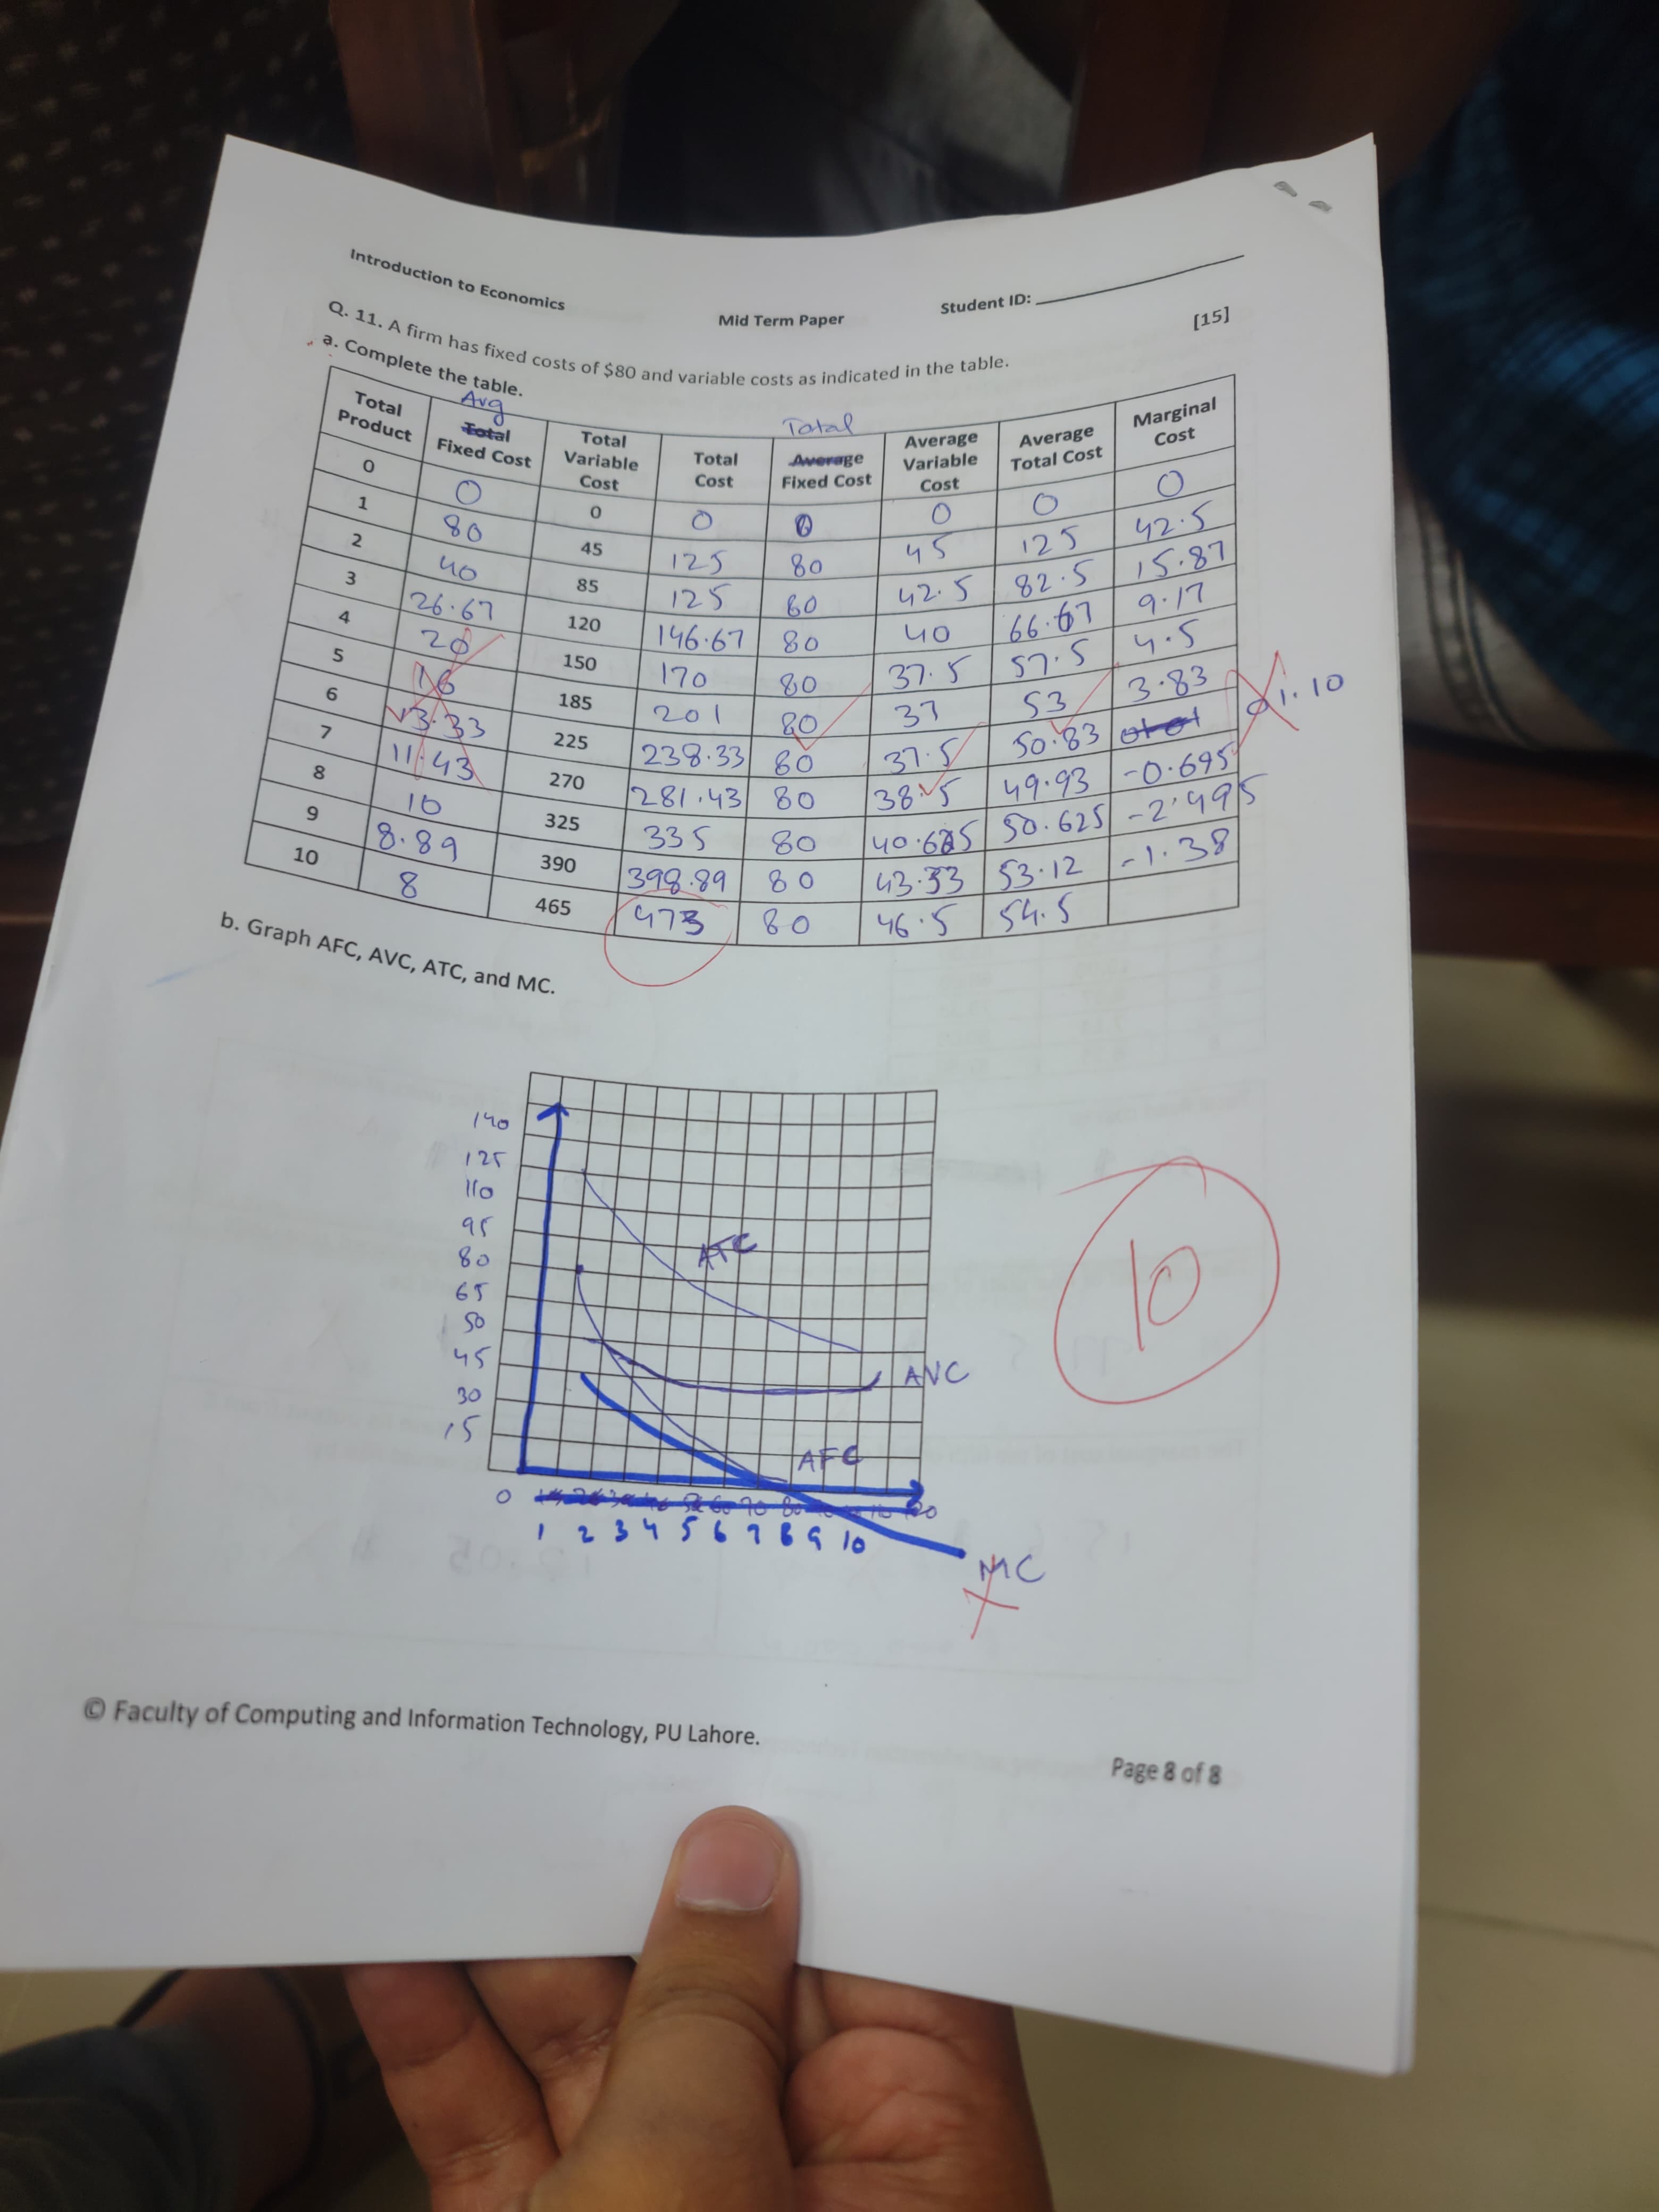 Introduction to Economics
Mid Term Paper
Student ID:
Q. 11. A firm has fixed costs of $80 and variable costs as indicated in the table.
[15]
a. Complete the table.
Total Product Avg Total Fixed Cost Total Variable Cost Total Cost Total Average Fixed Cost Average Variable Cost Average Total Cost Marginal Cost
0 0 0 0 0 0 0 0
1 80 45 125 80 45 125 42.5
2 40 85 125 80 42.5 82.5 15.87
3 26.67 120 146.67 80 40 66.67 9.17
4 20 150 170 80 37.5 57.5 4.5
5 16 185 201 80 37 53 3.83
6 13.33 225 238.33 80 37.5 50.83 1.10
7 11.43 270 281.43 80 38.5 49.93 -0.695
8 10 325 335 80 40.625 50.625 -2.495
9 8.89 390 398.89 80 43.33 53.12 -1.38
10 8 465 473 80 46.5 54.5
b. Graph AFC, AVC, ATC, and MC.
140
125
110
95
80
65
50
45
30
15
ATC
AVC
AFC
0
1 2 3 4 5 6 7 8 9 10
MC
10
© Faculty of Computing and Information Technology, PU Lahore.
Page 8 of 8